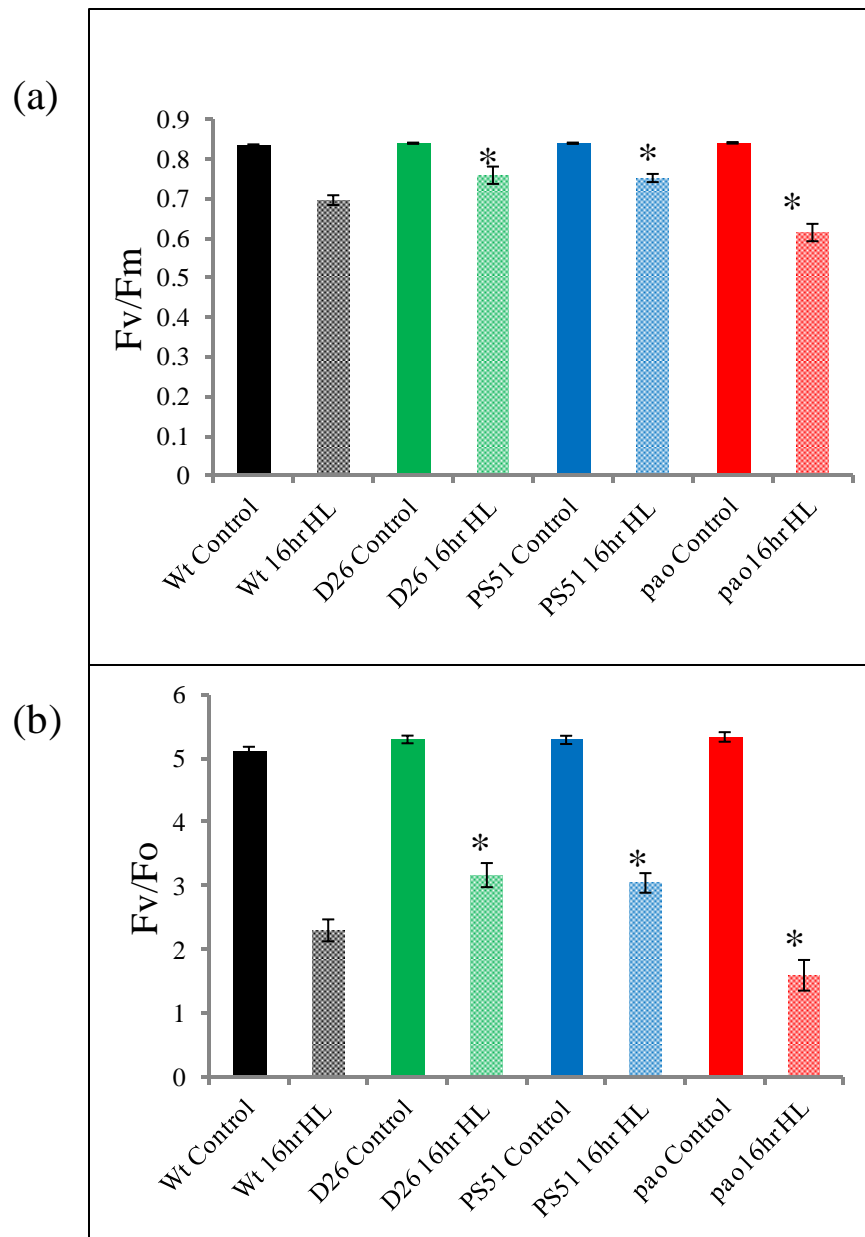 (a)
Fv/Fm
0.9
0.8
0.7
0.6
0.5
0.4
0.3
0.2
0.1
0
*
*
*
Wt Control
Wt 16hr HL
D26 Control
D26 16hr HL
PS51 Control
PS51 16hr HL
pao Control
pao16hr HL
(b)
Fv/Fo
6
5
4
3
2
1
0
*
*
*
Wt Control
Wt 16hr HL
D26 Control
D26 16hr HL
PS51 Control
PS51 16hr HL
pao Control
pao16hr HL